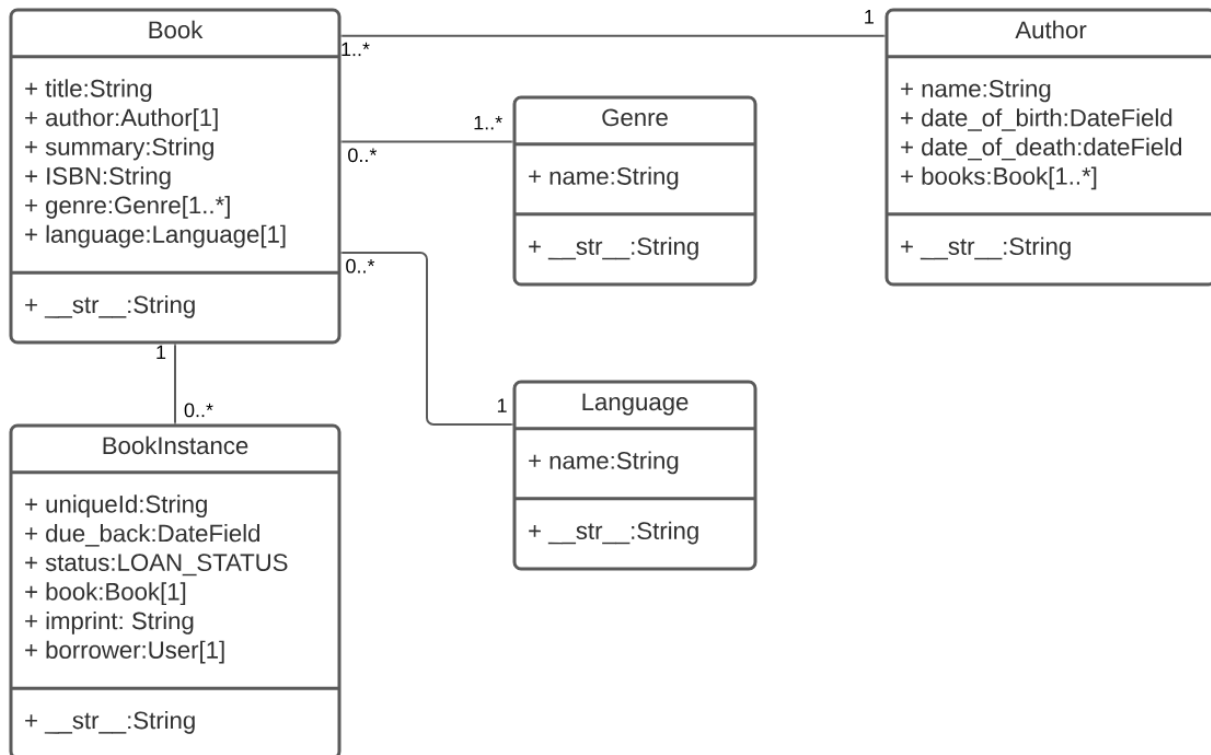 Book
+ title:String
+ author:Author[1]
+ summary:String
+ ISBN:String
+ genre:Genre[1..*]
+ language:Language[1]
+ __str__:String
1..*
1
0..*
1..*
0..*
1
1
0..*
Author
+ name:String
+ date_of_birth:DateField
+ date_of_death:dateField
+ books:Book[1..*]
+ __str__:String
Genre
+ name:String
+ __str__:String
Language
+ name:String
+ __str__:String
BookInstance
+ uniqueId:String
+ due_back:DateField
+ status:LOAN_STATUS
+ book:Book[1]
+ imprint: String
+ borrower:User[1]
+ __str__:String